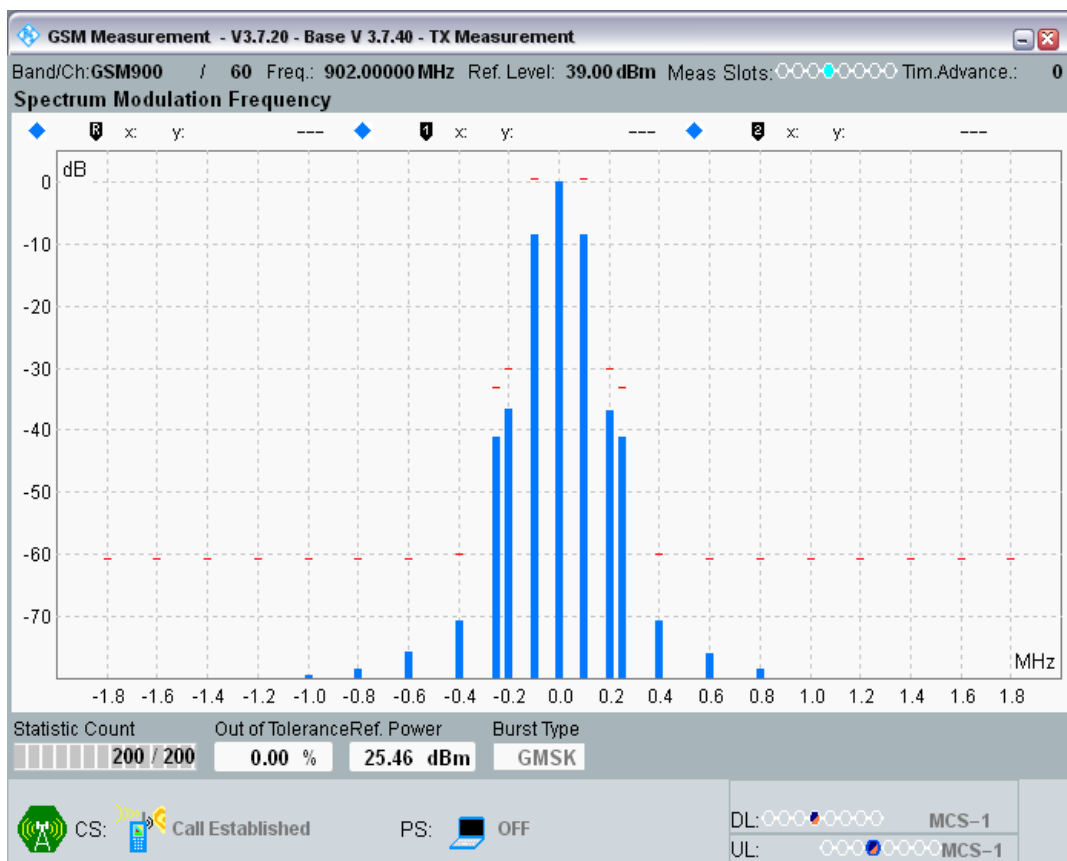 GSM Measurement - V3.7.20 - Base V 3.7.40 - TX Measurement
Band/Ch:GSM900 / 60 Freq.: 902.00000 MHz Ref. Level: 39.00 dBm Meas Slots: Tim.Advance.: 0
Spectrum Modulation Frequency
R x: y: --- 1 x: y: --- 2 x: y: ---
dB
0
-10
-20
-30
-40
-50
-60
-70
MHz
-1.8 -1.6 -1.4 -1.2 -1.0 -0.8 -0.6 -0.4 -0.2 0.0 0.2 0.4 0.6 0.8 1.0 1.2 1.4 1.6 1.8
Statistic Count Out of Tolerance Ref. Power Burst Type
200 / 200 0.00 % 25.46 dBm GMSK
CS: Call Established PS: OFF
DL: MCS-1
UL: MCS-1